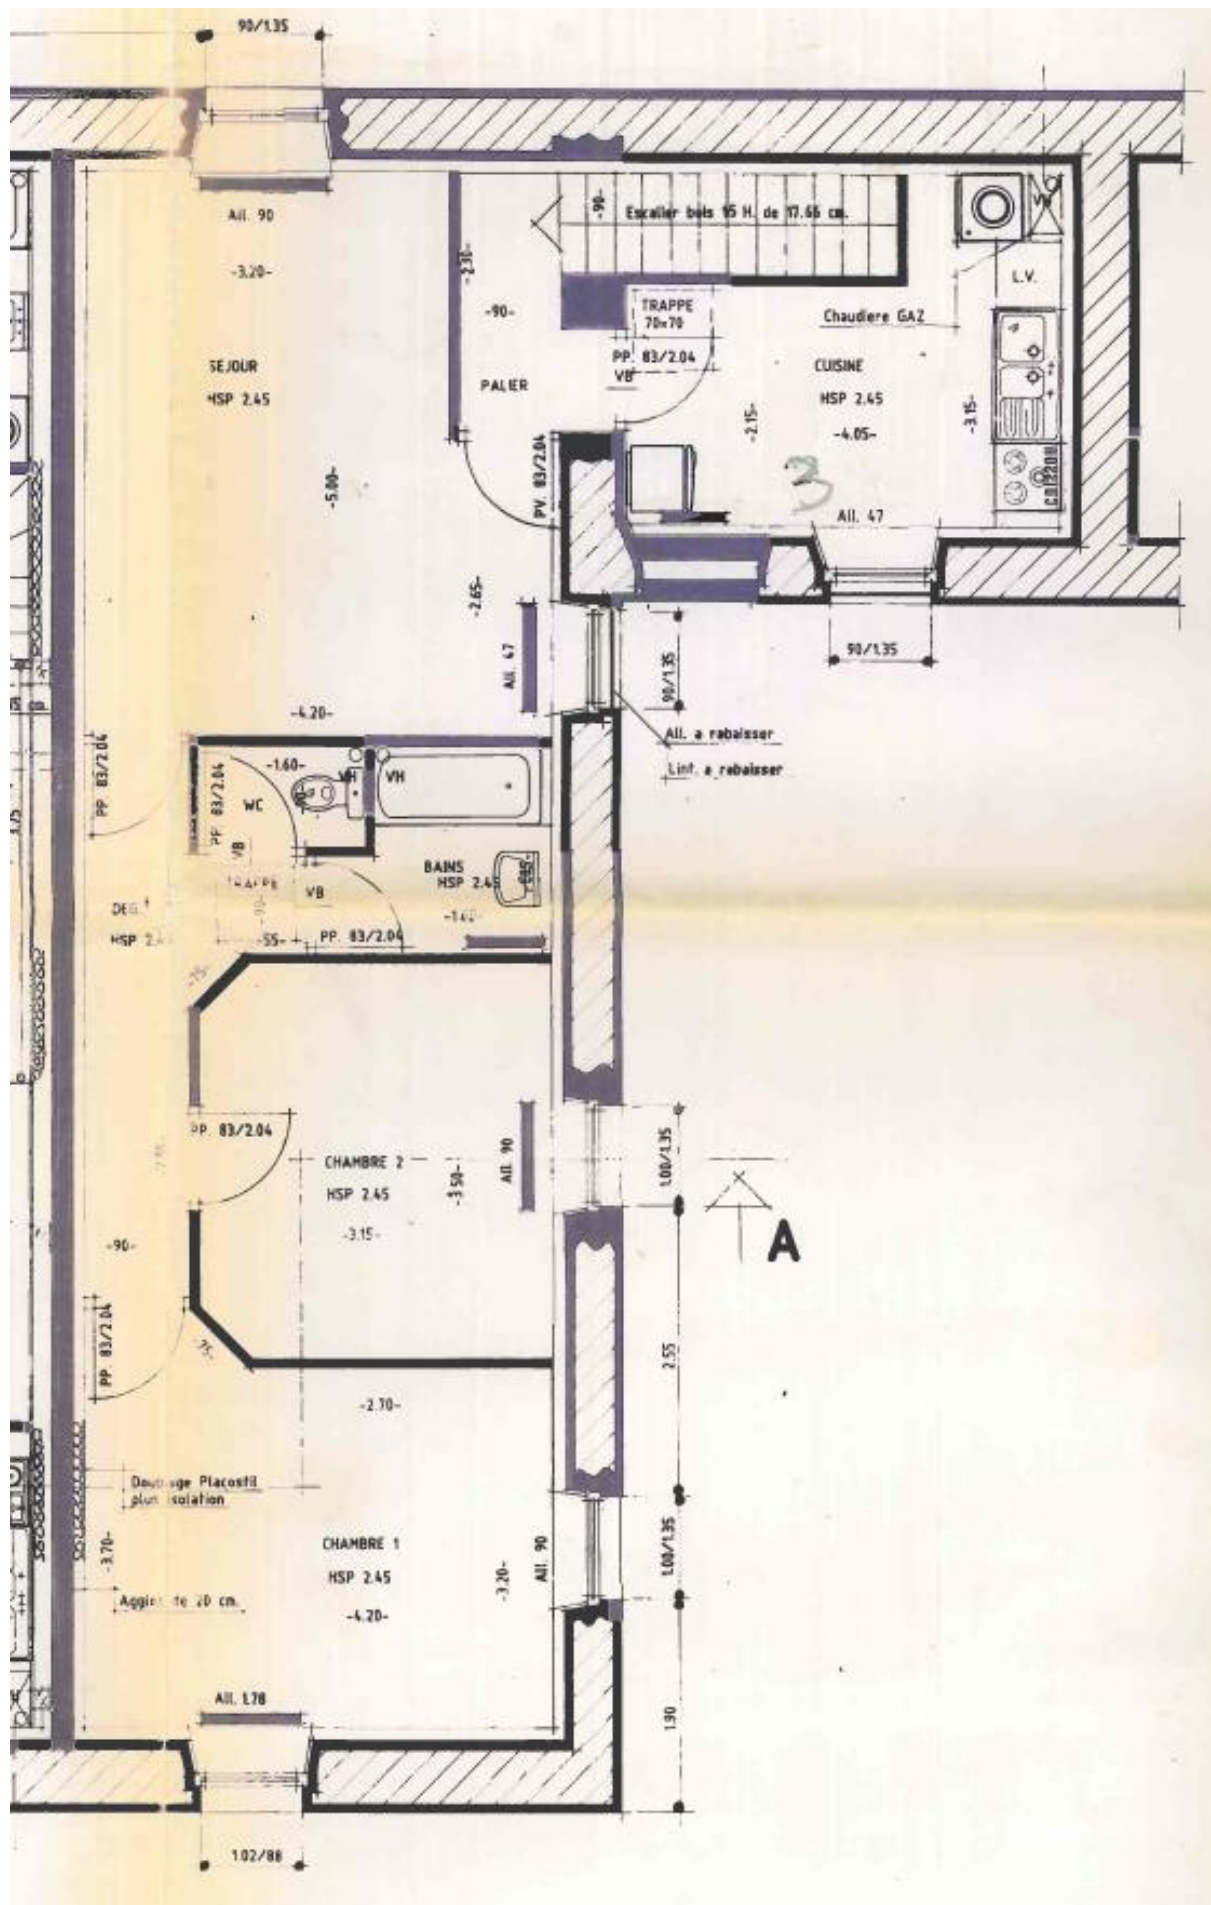 90/1.35
All. 90
-3.20-
-90-
Escalier bois 15 H. de 17.66 cm.
-2.30-
L.V.
TRAPPE
70x70
Chaudiere GAZ
-90-
SEJOUR
HSP 2.45
PP. 83/2.04
VB
CUISINE
HSP 2.45
PALIER
-2.15-
-4.05-
-3.15-
-5.00-
PV. 83/2.04
All. 47
-2.65-
All. 47
90/1.35
90/1.35
-4.20-
All. a rabaisser
Lint. a rabaisser
PP. 83/2.04
-1.60-
VH
VH
PP. 83/2.04
WC
VB
BAINS
HSP 2.45
TRAPPE
VB
-90-
-55-
PP. 83/2.04
-75-
PP. 83/2.04
CHAMBRE 2
HSP 2.45
-3.50-
All. 90
1.00/1.35
-3.15-
A
-90-
PP. 83/2.04
-75-
2.55
-2.70-
Doublage Placostil
plus isolation
-3.70-
CHAMBRE 1
HSP 2.45
-3.20-
All. 90
1.00/1.35
-4.20-
20 cm.
All. 1.78
1.90
1.02/88